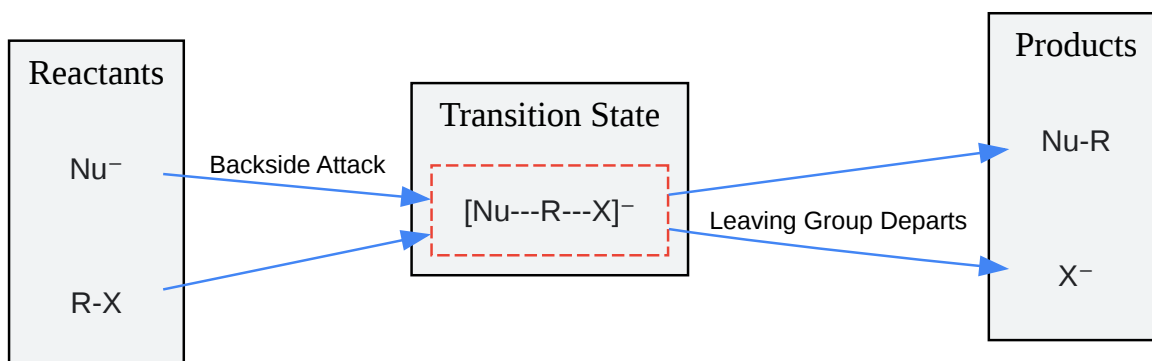 Reactants
Nu⁻
R-X
Backside Attack
Transition State
[Nu---R---X]⁻
Leaving Group Departs
Products
Nu-R
X⁻